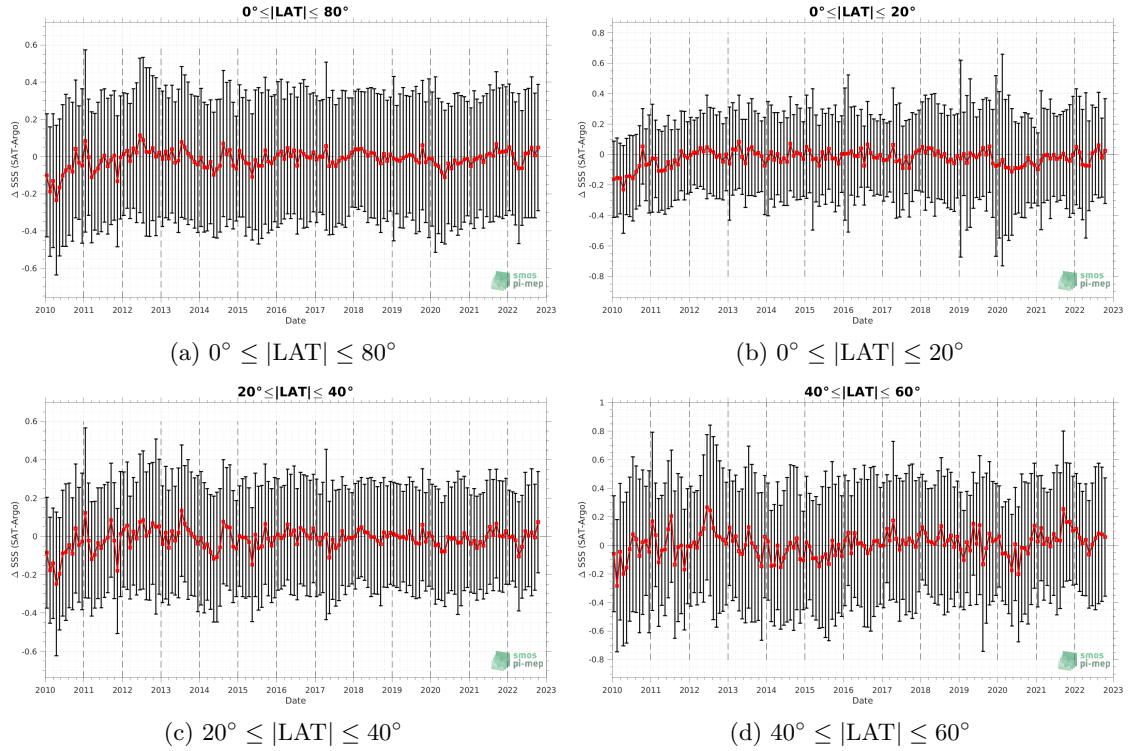 0°≤|LAT|≤ 80°
Δ SSS (SAT-Argo)
0.6
0.4
0.2
0
-0.2
-0.4
-0.6
2010 2011 2012 2013 2014 2015 2016 2017 2018 2019 2020 2021 2022 2023
Date
smos
pi-mep
(a) 0° ≤ |LAT| ≤ 80°
0°≤|LAT|≤ 20°
Δ SSS (SAT-Argo)
0.8
0.6
0.4
0.2
0
-0.2
-0.4
-0.6
-0.8
2010 2011 2012 2013 2014 2015 2016 2017 2018 2019 2020 2021 2022 2023
Date
smos
pi-mep
(b) 0° ≤ |LAT| ≤ 20°
20°≤|LAT|≤ 40°
Δ SSS (SAT-Argo)
0.6
0.4
0.2
0
-0.2
-0.4
-0.6
2010 2011 2012 2013 2014 2015 2016 2017 2018 2019 2020 2021 2022 2023
Date
smos
pi-mep
(c) 20° ≤ |LAT| ≤ 40°
40°≤|LAT|≤ 60°
Δ SSS (SAT-Argo)
1
0.8
0.6
0.4
0.2
0
-0.2
-0.4
-0.6
-0.8
2010 2011 2012 2013 2014 2015 2016 2017 2018 2019 2020 2021 2022 2023
Date
smos
pi-mep
(d) 40° ≤ |LAT| ≤ 60°